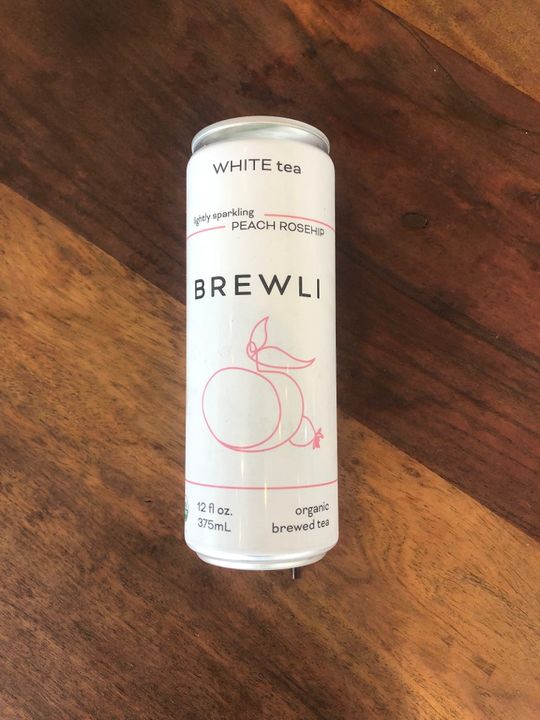 WHITE tea
lightly sparkling
PEACH ROSEHIP
BREWLI
12 fl oz.
375mL
organic
brewed tea